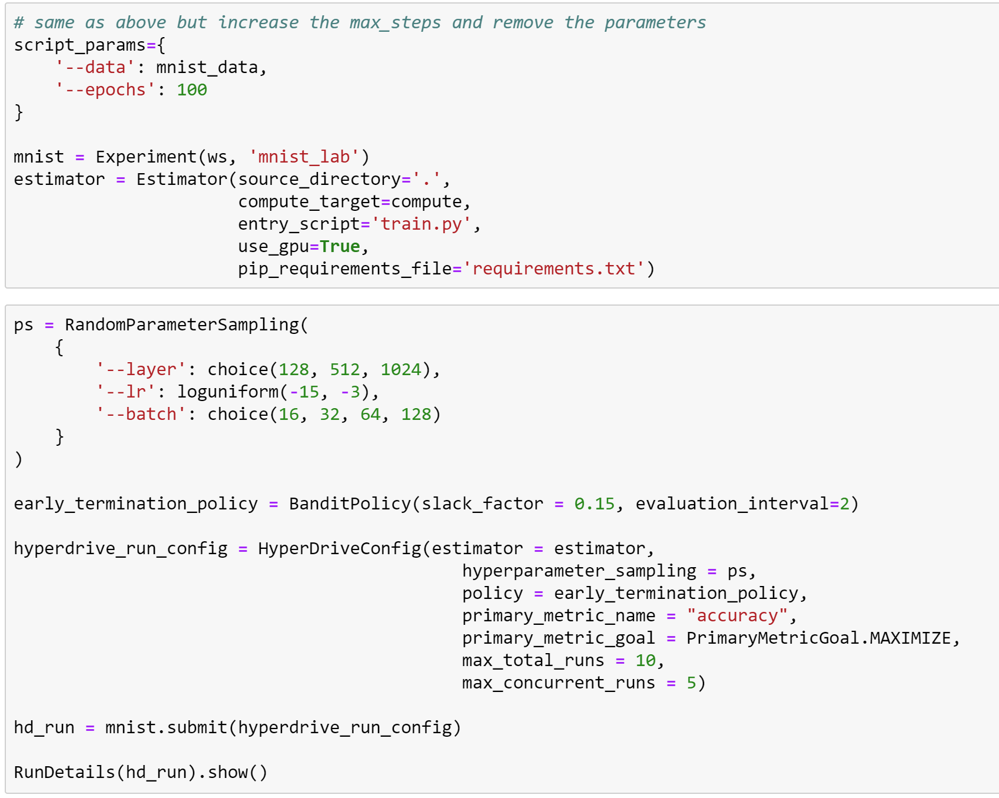 # same as above but increase the max_steps and remove the parameters
script_params={
    '--data': mnist_data,
    '--epochs': 100
}

mnist = Experiment(ws, 'mnist_lab')
estimator = Estimator(source_directory='.',
                      compute_target=compute,
                      entry_script='train.py',
                      use_gpu=True,
                      pip_requirements_file='requirements.txt')

ps = RandomParameterSampling(
    {
        '--layer': choice(128, 512, 1024),
        '--lr': loguniform(-15, -3),
        '--batch': choice(16, 32, 64, 128)
    }
)

early_termination_policy = BanditPolicy(slack_factor = 0.15, evaluation_interval=2)

hyperdrive_run_config = HyperDriveConfig(estimator = estimator,
                                            hyperparameter_sampling = ps,
                                            policy = early_termination_policy,
                                            primary_metric_name = "accuracy",
                                            primary_metric_goal = PrimaryMetricGoal.MAXIMIZE,
                                            max_total_runs = 10,
                                            max_concurrent_runs = 5)

hd_run = mnist.submit(hyperdrive_run_config)

RunDetails(hd_run).show()